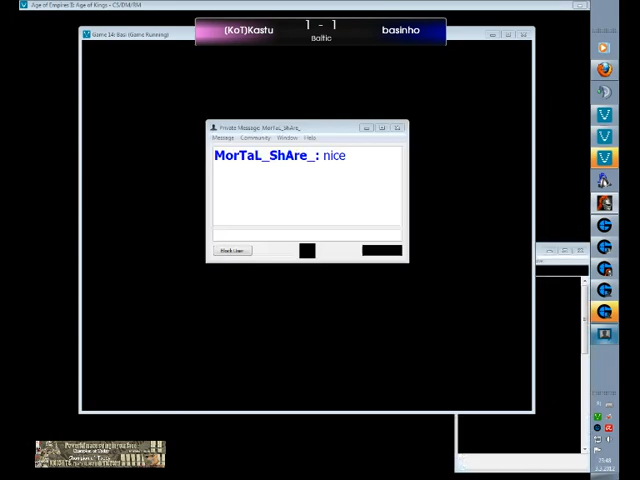 Age of Empires II: Age of Kings - CS/DM/RM
(KoT)Kastu
1 - 1
basinho
Baltic
Game 14: Basi (Game Running)
Private Message: MorTaL_ShAre_
Message Community Window Help
MorTaL_ShAre_: nice
Block User